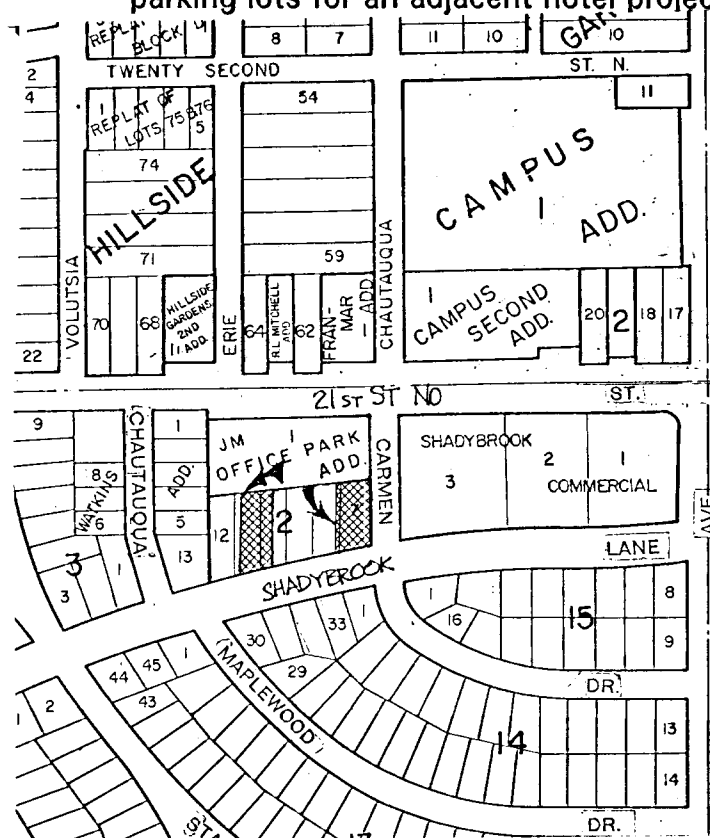 parking lots for an adjacent hotel projec
REPLAT
BLOCK
8 7
11 10
GAR
10
2
TWENTY SECOND ST. N.
4
1
REPLAT OF
LOTS 75 & 76
5
54
11
74
HILLSIDE
CAMPUS
1
ADD.
71
59
VOLUTSIA
ERIE
CHAUTAUQUA
70
68
HILLSIDE
GARDENS
2ND
1 ADD.
64
R.L. MITCHELL
ADD
62
FRAN-
MAR
1 ADD
1
CAMPUS
SECOND
ADD.
20
2
18
17
22
21ST ST NO
ST.
9
CHAUTAUQUA
1
JM 1
OFFICE PARK
ADD.
CARMEN
SHADYBROOK
3 2 1
COMMERCIAL
8
WATKINS
6
ADD.
5
12
2
7
AVE
3
3
1
13
LANE
SHADYBROOK
1
8
16
15
9
30
33
1
44
45
1
29
(MAPLEWOOD)
DR.
43
1
2
14
13
14
DR.